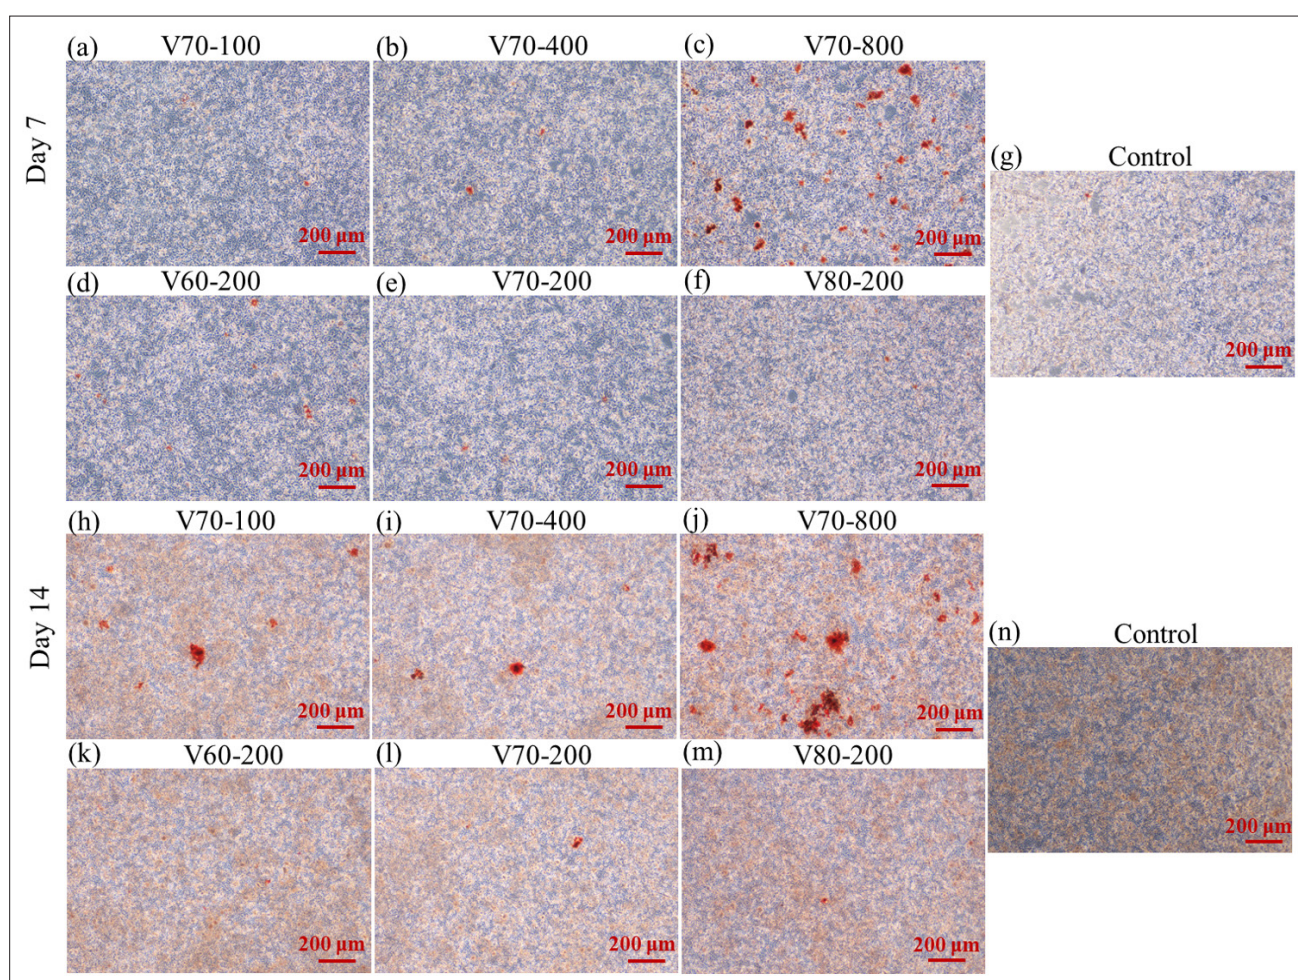 (a) V70-100
(b) V70-400
(c) V70-800
Day 7
200 µm
200 µm
200 µm
(g) Control
200 µm
(d) V60-200
(e) V70-200
(f) V80-200
200 µm
200 µm
200 µm
(h) V70-100
(i) V70-400
(j) V70-800
Day 14
200 µm
200 µm
200 µm
(n) Control
200 µm
(k) V60-200
(l) V70-200
(m) V80-200
200 µm
200 µm
200 µm